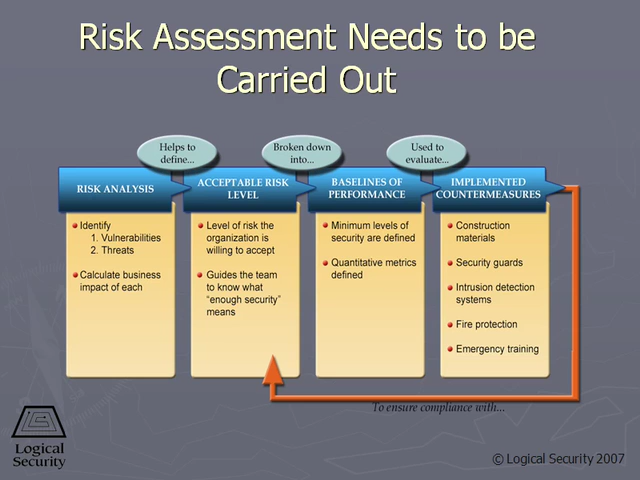 Risk Assessment Needs to be
Carried Out
Helps to
define...
Broken down
into...
Used to
evaluate...
RISK ANALYSIS
ACCEPTABLE RISK
LEVEL
BASELINES OF
PERFORMANCE
IMPLEMENTED
COUNTERMEASURES
Identify
1. Vulnerabilities
2. Threats
Calculate business
impact of each
Level of risk the
organization is
willing to accept
Guides the team
to know what
“enough security”
means
Minimum levels of
security are defined
Quantitative metrics
defined
Construction
materials
Security guards
Intrusion detection
systems
Fire protection
Emergency training
To ensure compliance with...
Logical
Security
© Logical Security 2007